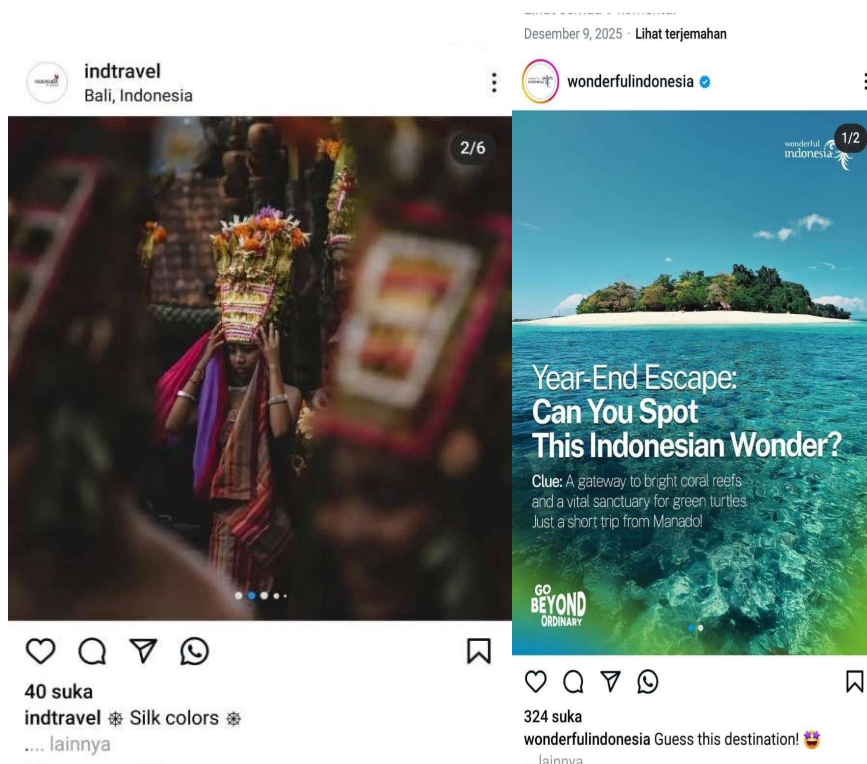 indtravel
Bali, Indonesia
2/6
40 suka
indtravel ⎈ Silk colors ⎈
.... lainnya
Desember 9, 2025 · Lihat terjemahan
wonderfulindonesia
1/2
wonderful
indonesia
Year-End Escape:
Can You Spot
This Indonesian Wonder?
Clue: A gateway to bright coral reefs
and a vital sanctuary for green turtles.
Just a short trip from Manado!
GO
BEYOND
ORDINARY
324 suka
wonderfulindonesia Guess this destination! 🤩
lainnya